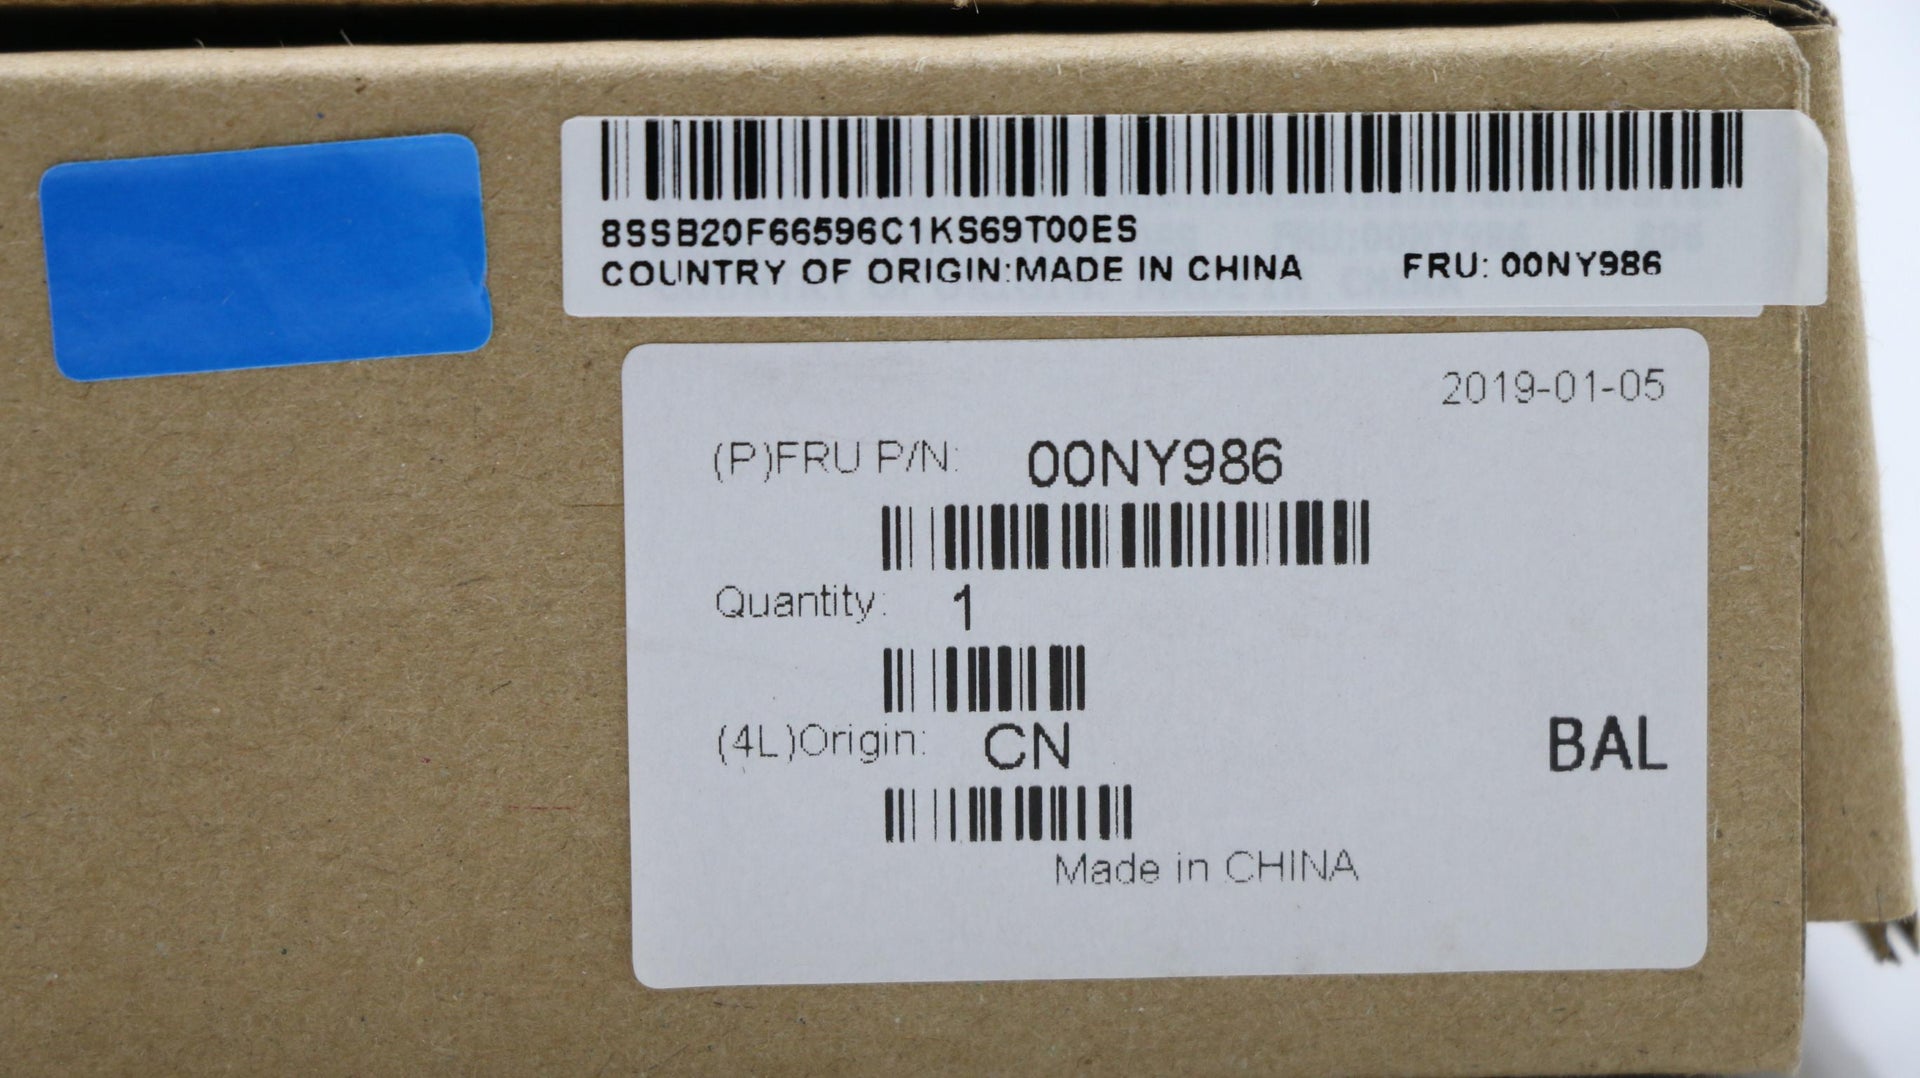 8SSB20F66596C1KS69T00ES
COUNTRY OF ORIGIN:MADE IN CHINA FRU: 00NY986
2019-01-05
(P)FRU P/N: 00NY986
Quantity: 1
(4L)Origin: CN
BAL
Made in CHINA